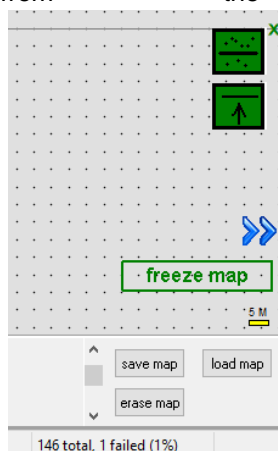 x
freeze map
5 M
save map
load map
erase map
146 total, 1 failed (1%)